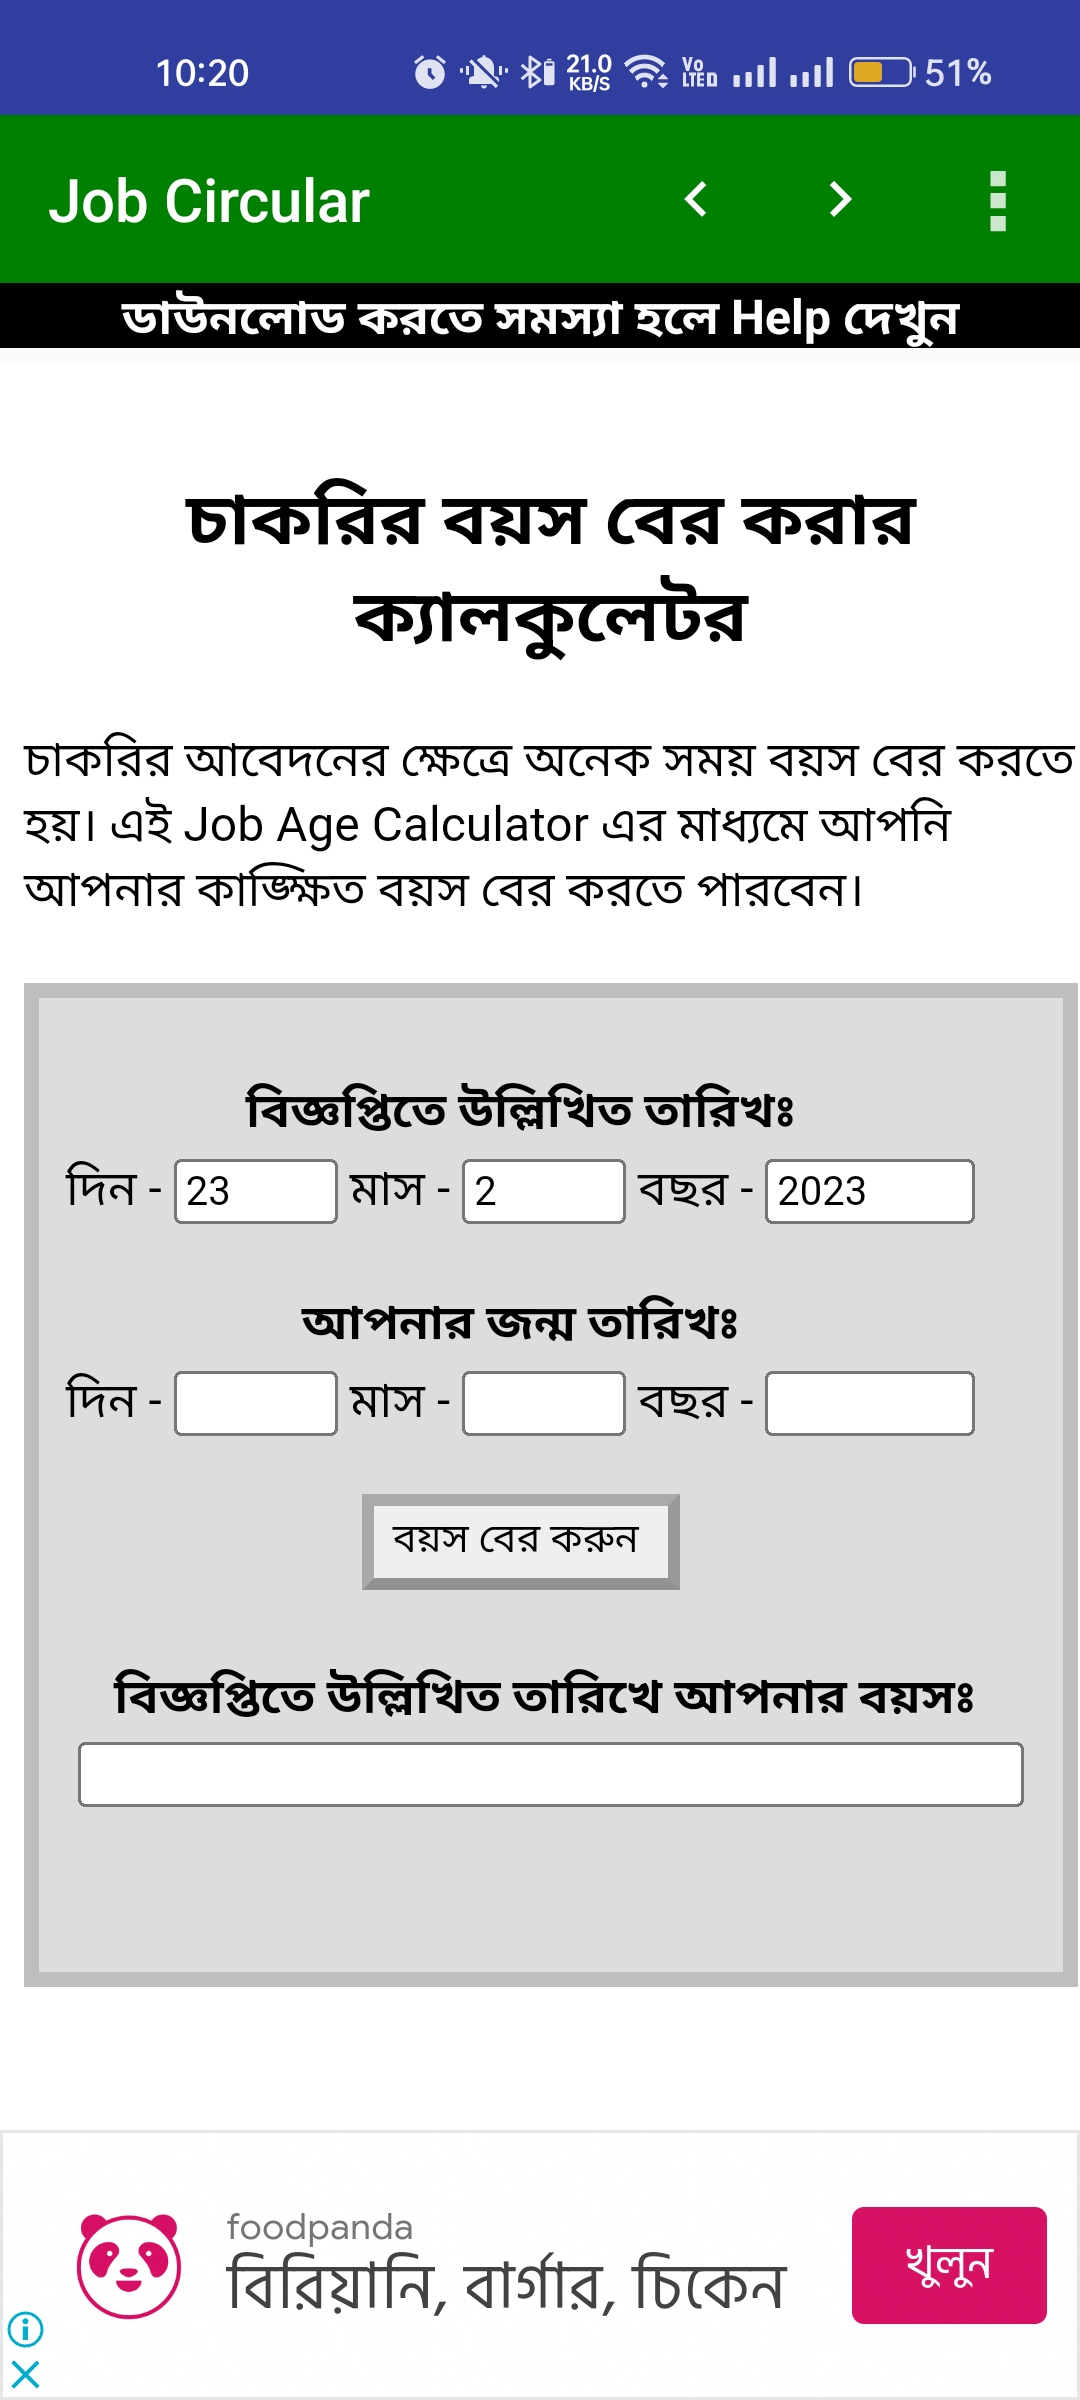 10:20 21.0 KB/S Vo LTE 51%
Job Circular
ডাউনলোড করতে সমস্যা হলে Help দেখুন
চাকরির বয়স বের করার
ক্যালকুলেটর
চাকরির আবেদনের ক্ষেত্রে অনেক সময় বয়স বের করতে
হয়। এই Job Age Calculator এর মাধ্যমে আপনি
আপনার কাঙ্ক্ষিত বয়স বের করতে পারবেন।
বিজ্ঞপ্তিতে উল্লিখিত তারিখঃ
দিন - 23 মাস - 2 বছর - 2023
আপনার জন্ম তারিখঃ
দিন - মাস - বছর -
বয়স বের করুন
বিজ্ঞপ্তিতে উল্লিখিত তারিখে আপনার বয়সঃ
foodpanda
বিরিয়ানি, বার্গার, চিকেন
খুলুন